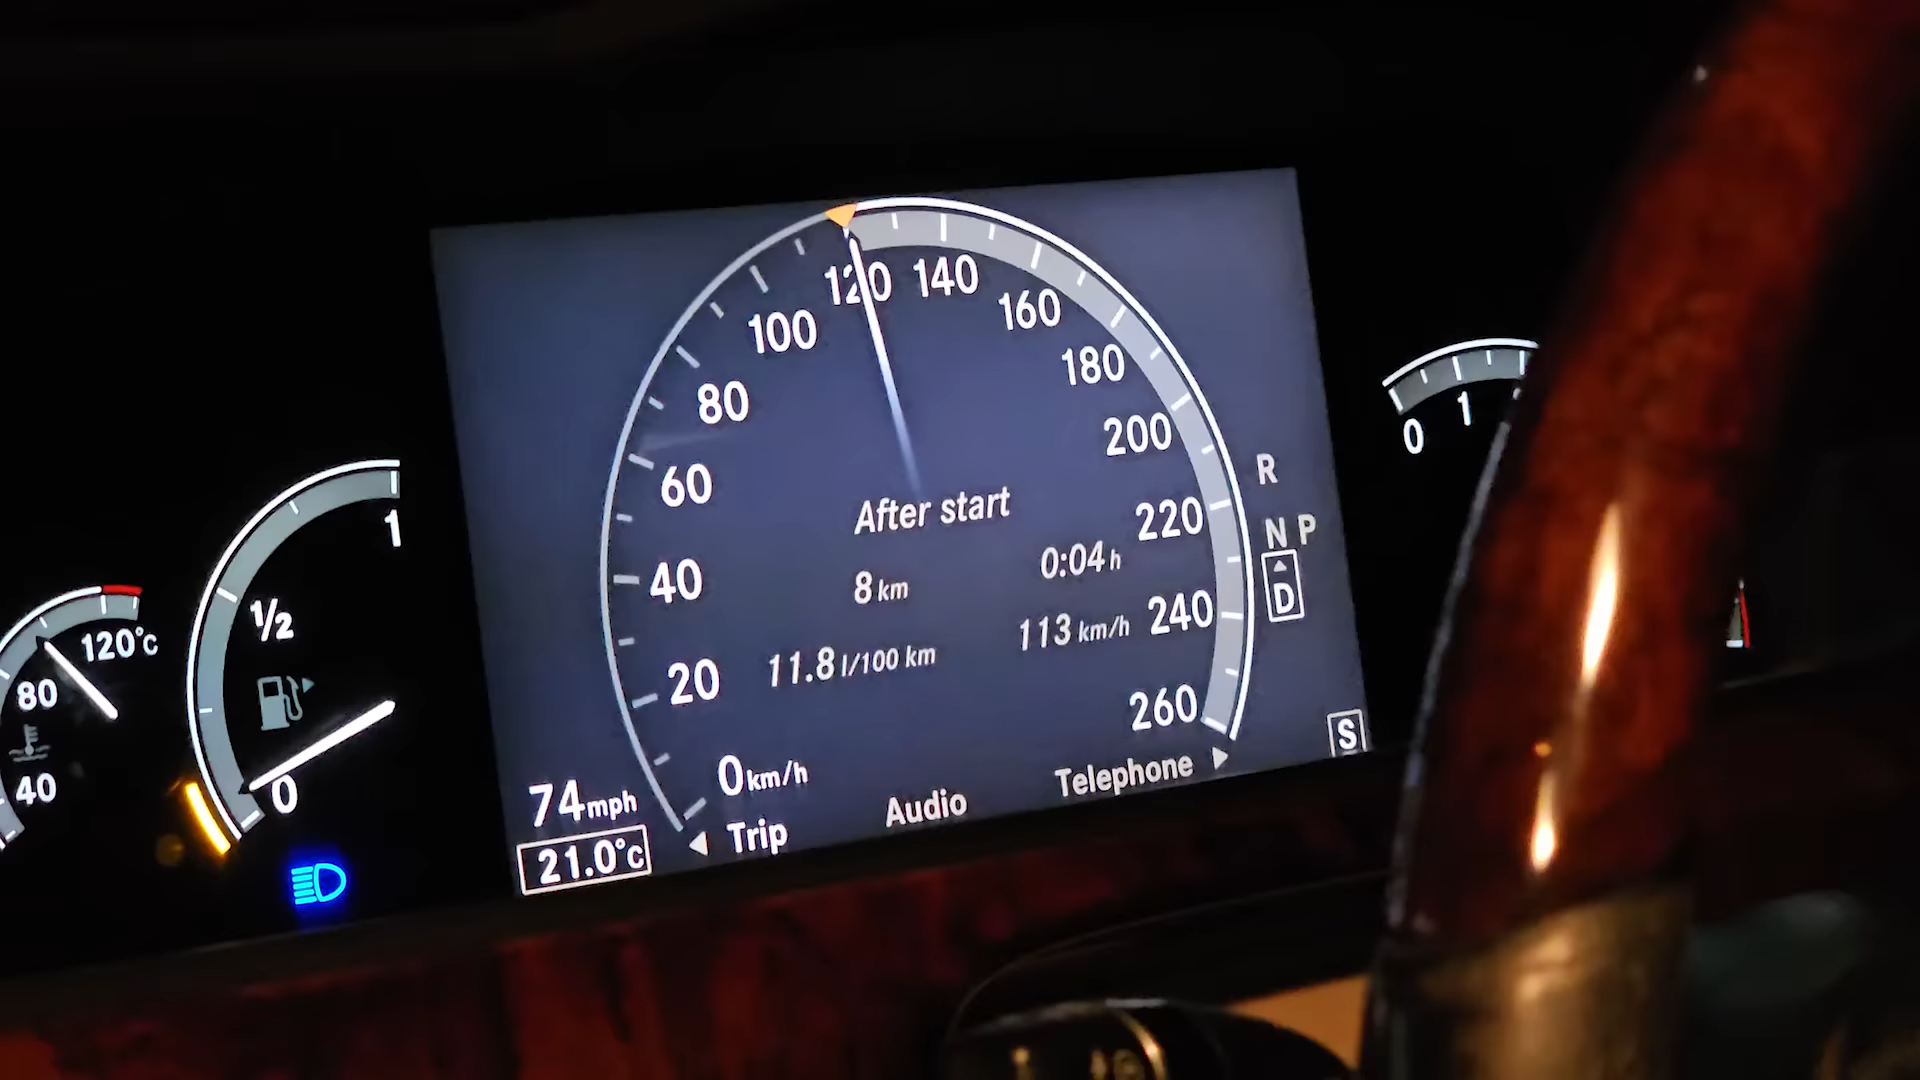 120 140
100 160
180
80
200
60
After start
220
R
N P
D
0:04 h
8 km
40
240
113 km/h
11.8 l/100 km
20
260
S
0 km/h
Telephone
74 mph
Audio
Trip
21.0°C
1
1/2
0
120°C
80
40
0 1